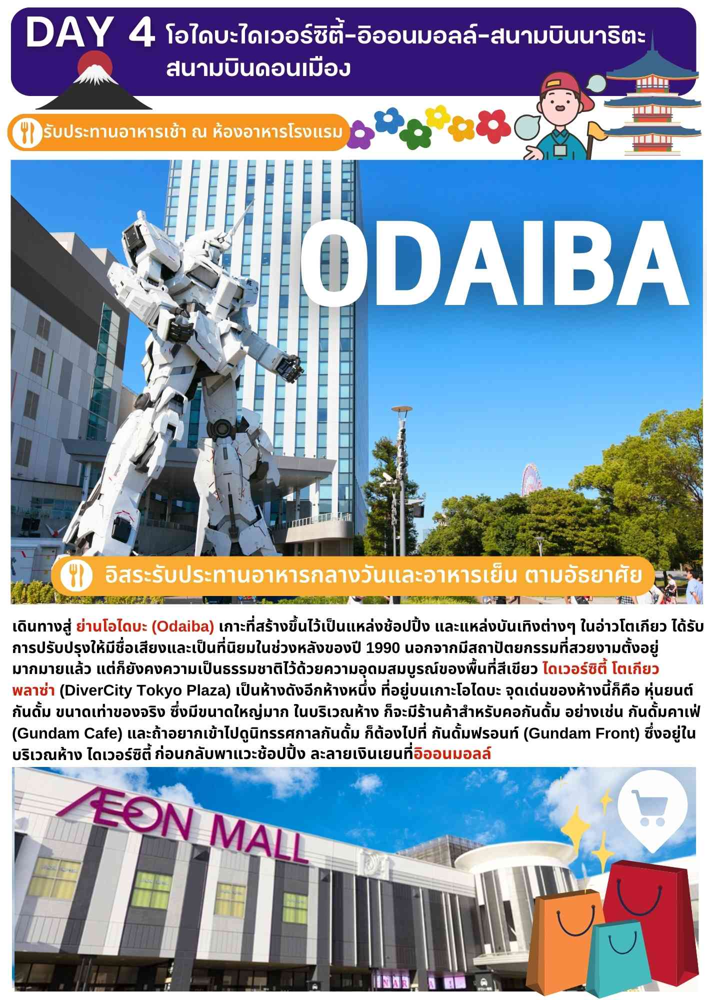 DAY 4 โอไดบะไดเวอร์ซิตี้-อิออนมอลล์-สนามบินนาริตะ
สนามบินดอนเมือง
รับประทานอาหารเช้า ณ ห้องอาหารโรงแรม
ODAIBA
อิสระรับประทานอาหารกลางวันและอาหารเย็น ตามอัธยาศัย
เดินทางสู่ ย่านโอไดบะ (Odaiba) เกาะที่สร้างขึ้นไว้เป็นแหล่งช้อปปิ้ง และแหล่งบันเทิงต่างๆ ในอ่าวโตเกียว ได้รับ
การปรับปรุงให้มีชื่อเสียงและเป็นที่นิยมในช่วงหลังของปี 1990 นอกจากมีสถาปัตยกรรมที่สวยงามตั้งอยู่
มากมายแล้ว แต่ก็ยังคงความเป็นธรรมชาติไว้ด้วยความอุดมสมบูรณ์ของพื้นที่สีเขียว ไดเวอร์ซิตี้ โตเกียว
พลาซ่า (DiverCity Tokyo Plaza) เป็นห้างดังอีกห้างหนึ่ง ที่อยู่บนเกาะโอไดบะ จุดเด่นของห้างนี้ก็คือ หุ่นยนต์
กันดั้ม ขนาดเท่าของจริง ซึ่งมีขนาดใหญ่มาก ในบริเวณห้าง ก็จะมีร้านค้าสำหรับคอกันดั้ม อย่างเช่น กันดั้มคาเฟ่
(Gundam Cafe) และถ้าอยากเข้าไปดูนิทรรศกาลกันดั้ม ก็ต้องไปที่ กันดั้มฟรอนท์ (Gundam Front) ซึ่งอยู่ใน
บริเวณห้าง ไดเวอร์ซิตี้ ก่อนกลับพาแวะช้อปปิ้ง ละลายเงินเยนที่อิออนมอลล์
ÆON MALL